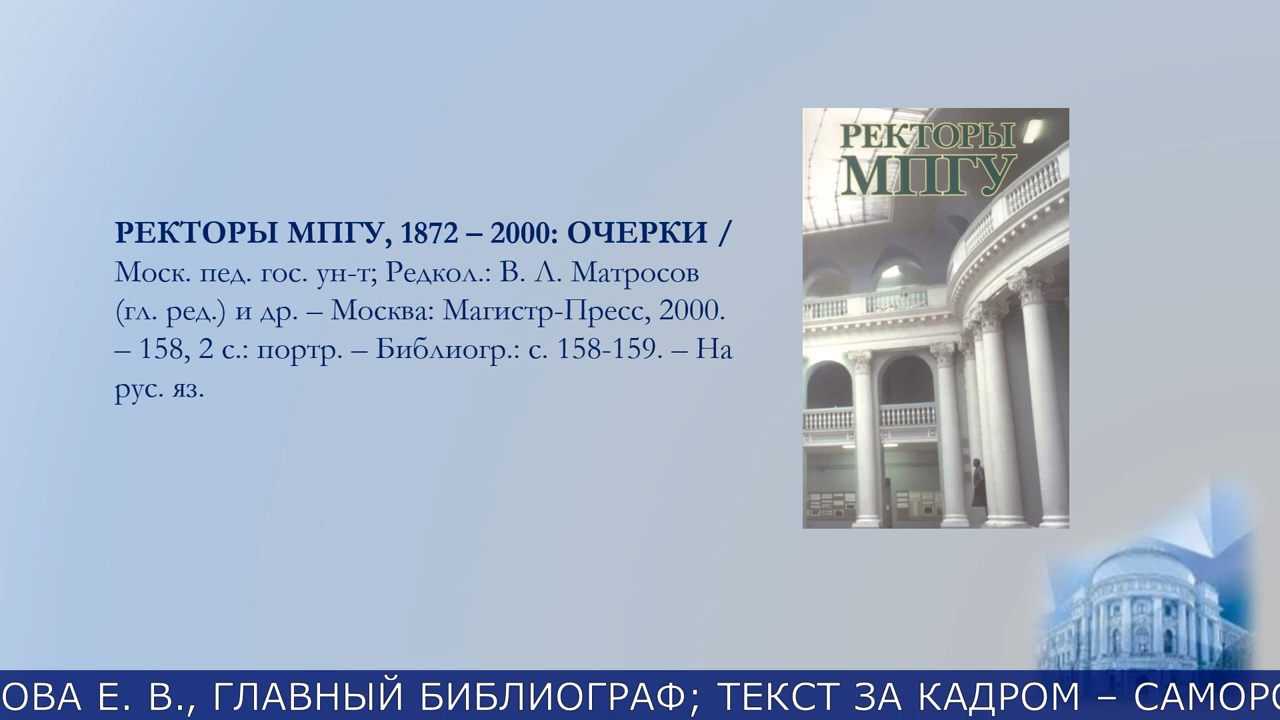 РЕКТОРЫ
МПГУ
РЕКТОРЫ МПГУ, 1872 – 2000: ОЧЕРКИ /
Моск. пед. гос. ун-т; Редкол.: В. Л. Матросов
(гл. ред.) и др. – Москва: Магистр-Пресс, 2000.
– 158, 2 с.: портр. – Библиогр.: с. 158-159. – На
рус. яз.
ОВА Е. В., ГЛАВНЫЙ БИБЛИОГРАФ; ТЕКСТ ЗА КАДРОМ – САМОРО